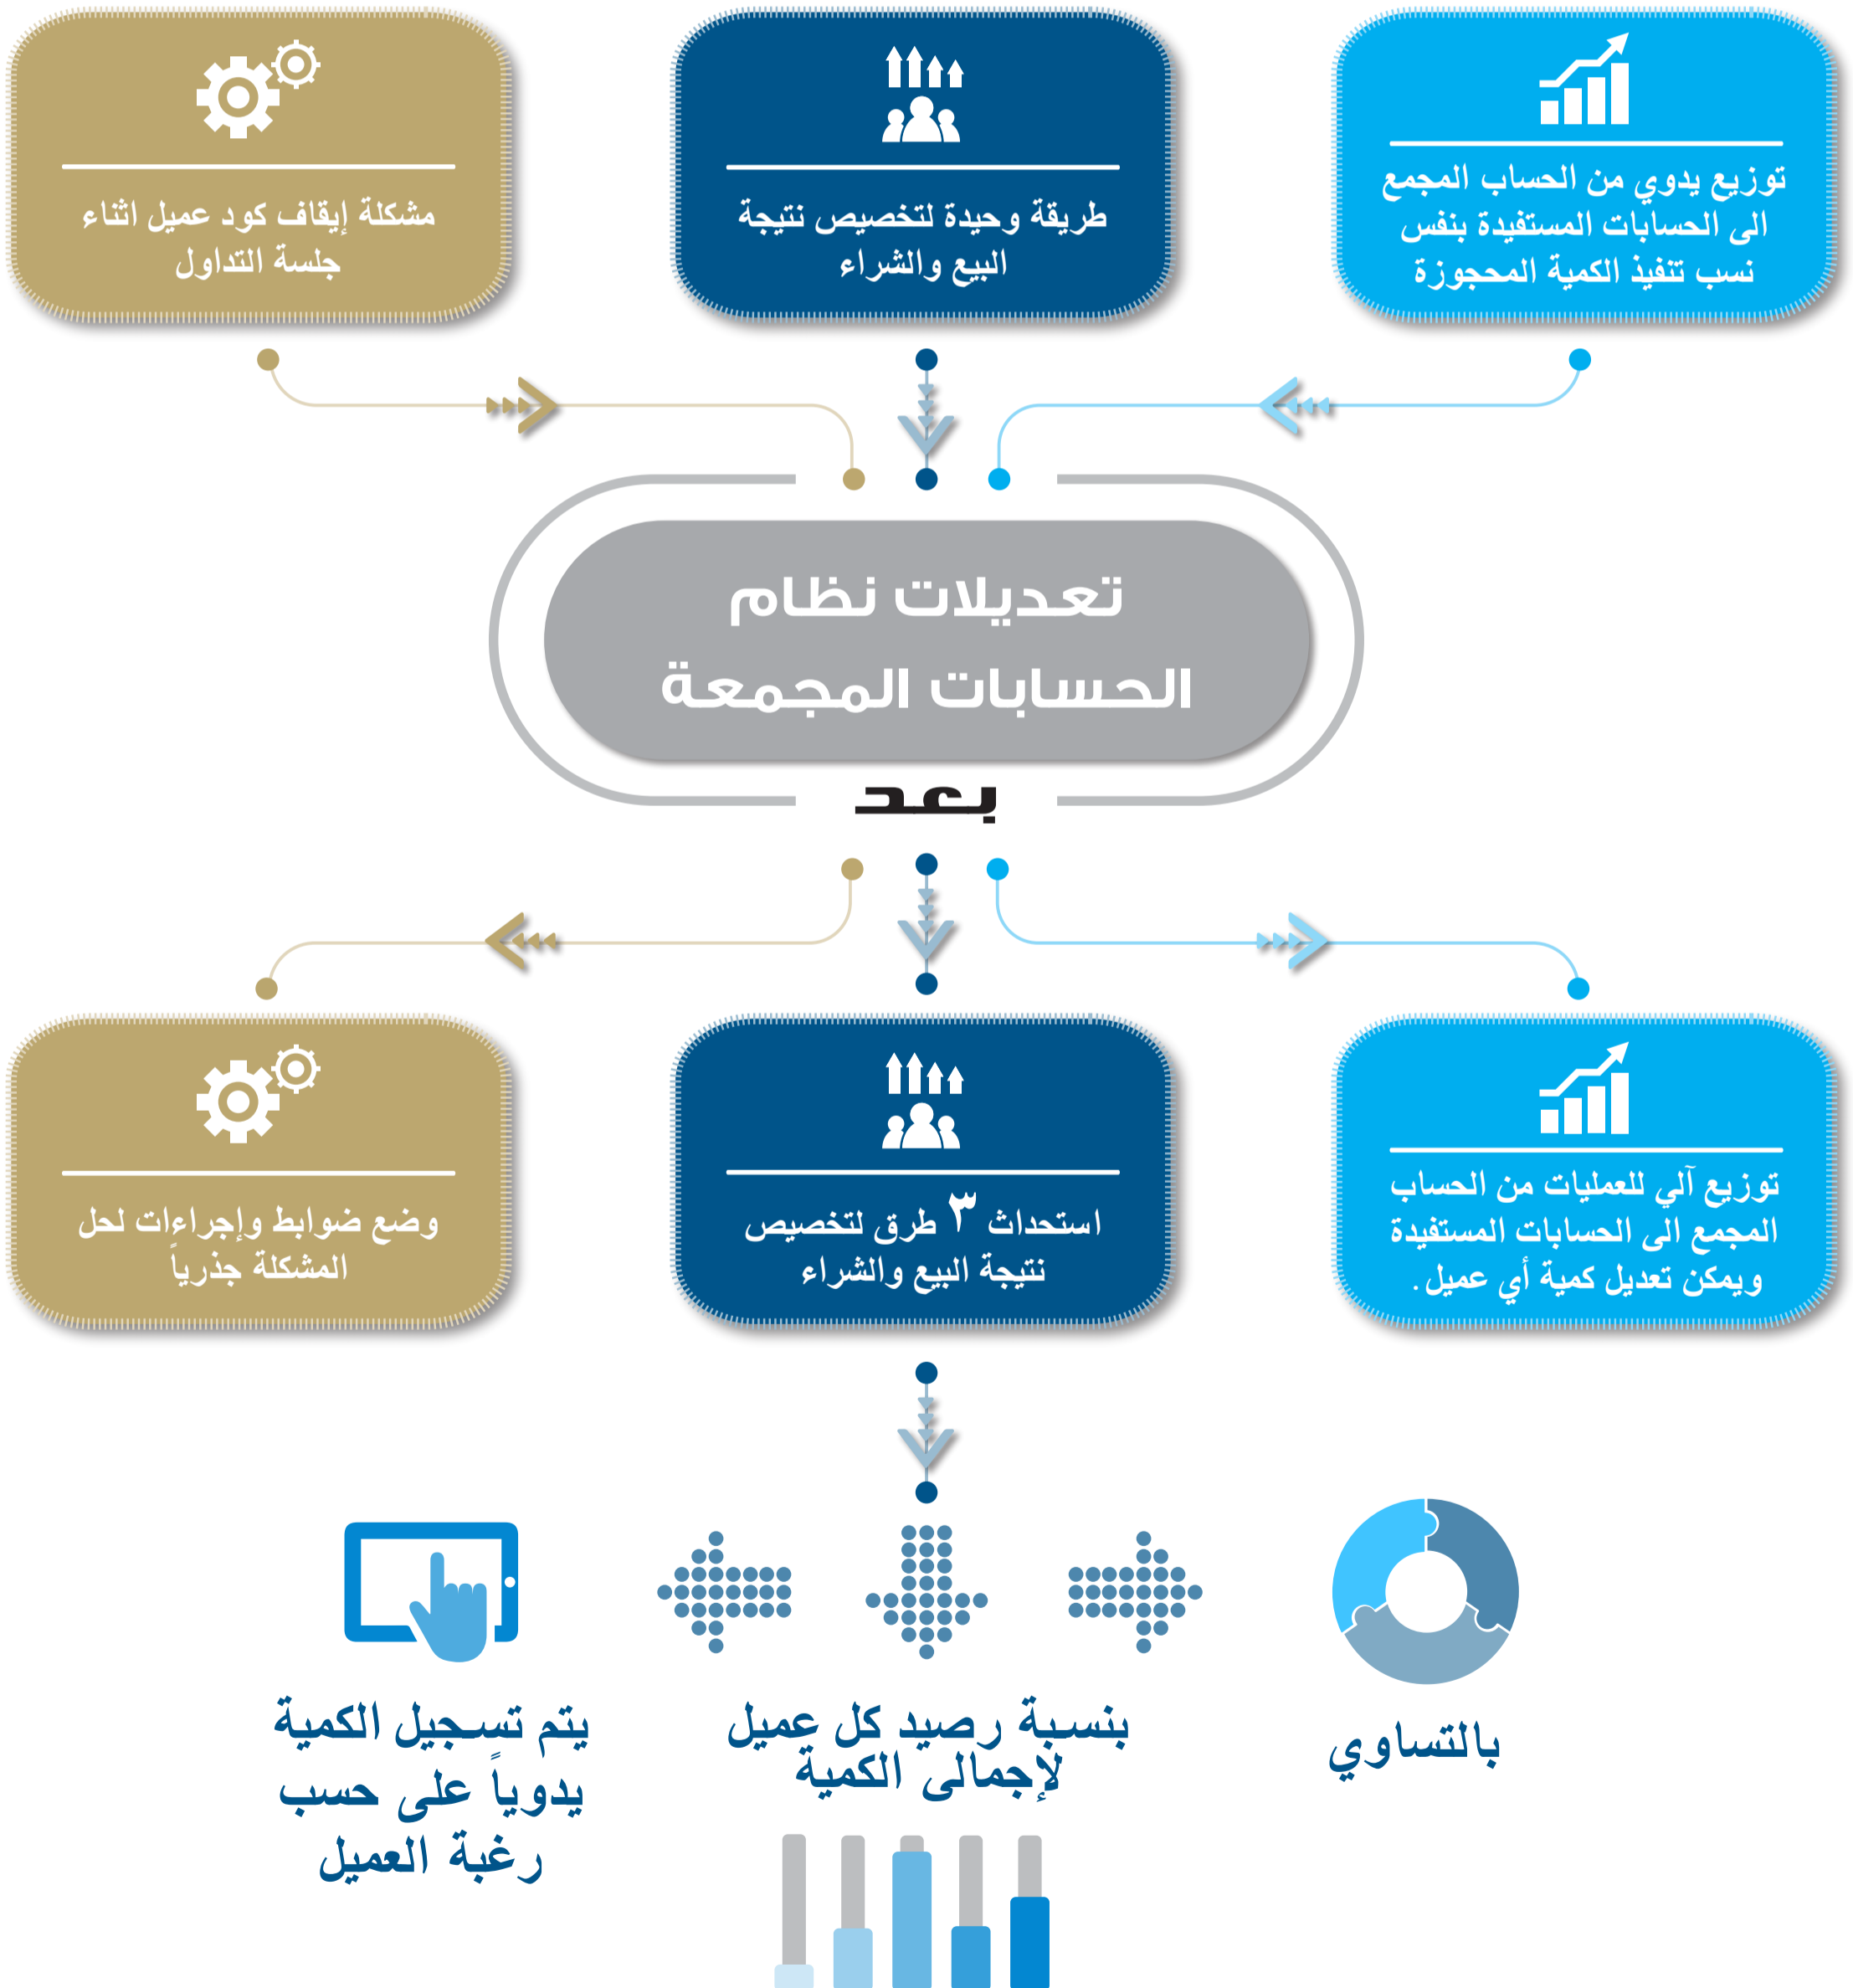 توزيع يدوي من الحساب المجمع
الى الحسابات المستفيدة بنفس
نسب تنفيذ الكمية المحجوزة
طريقة وحيدة لتخصيص نتيجة
البيع والشراء
مشكلة إيقاف كود عميل اثناء
جلسة التداول
تعديلات نظام
الحسابات المجمعة
بعد
توزيع آلي للعمليات من الحساب
المجمع الى الحسابات المستفيدة
ويمكن تعديل كمية أي عميل .
استحداث ٣ طرق لتخصيص
نتيجة البيع والشراء
وضع ضوابط وإجراءات لحل
المشكلة جذرياً
بالتساوي
بنسبة رصيد كل عميل
لإجمالى الكمية
يتم تسجيل الكمية
يدوياً على حسب
رغبة العميل